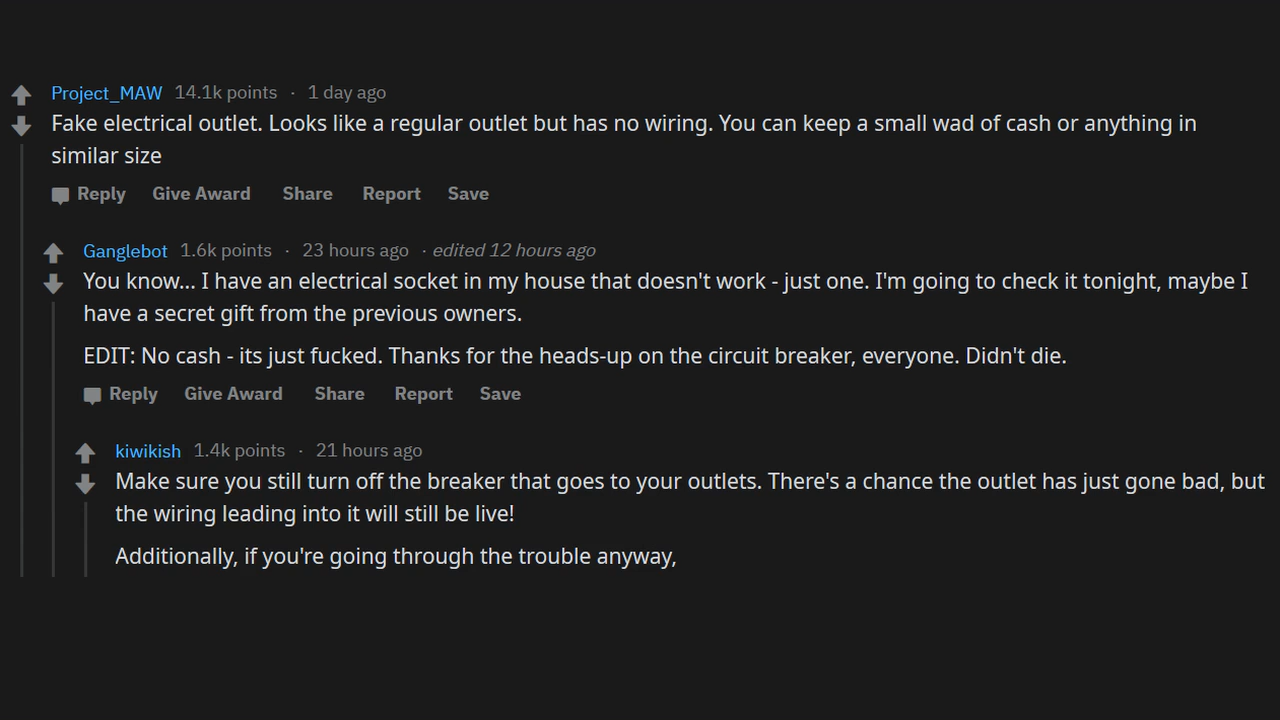 Project_MAW 14.1k points · 1 day ago
Fake electrical outlet. Looks like a regular outlet but has no wiring. You can keep a small wad of cash or anything in
similar size
Reply Give Award Share Report Save
Ganglebot 1.6k points · 23 hours ago · edited 12 hours ago
You know... I have an electrical socket in my house that doesn't work - just one. I'm going to check it tonight, maybe I
have a secret gift from the previous owners.
EDIT: No cash - its just fucked. Thanks for the heads-up on the circuit breaker, everyone. Didn't die.
Reply Give Award Share Report Save
kiwikish 1.4k points · 21 hours ago
Make sure you still turn off the breaker that goes to your outlets. There's a chance the outlet has just gone bad, but
the wiring leading into it will still be live!
Additionally, if you're going through the trouble anyway,